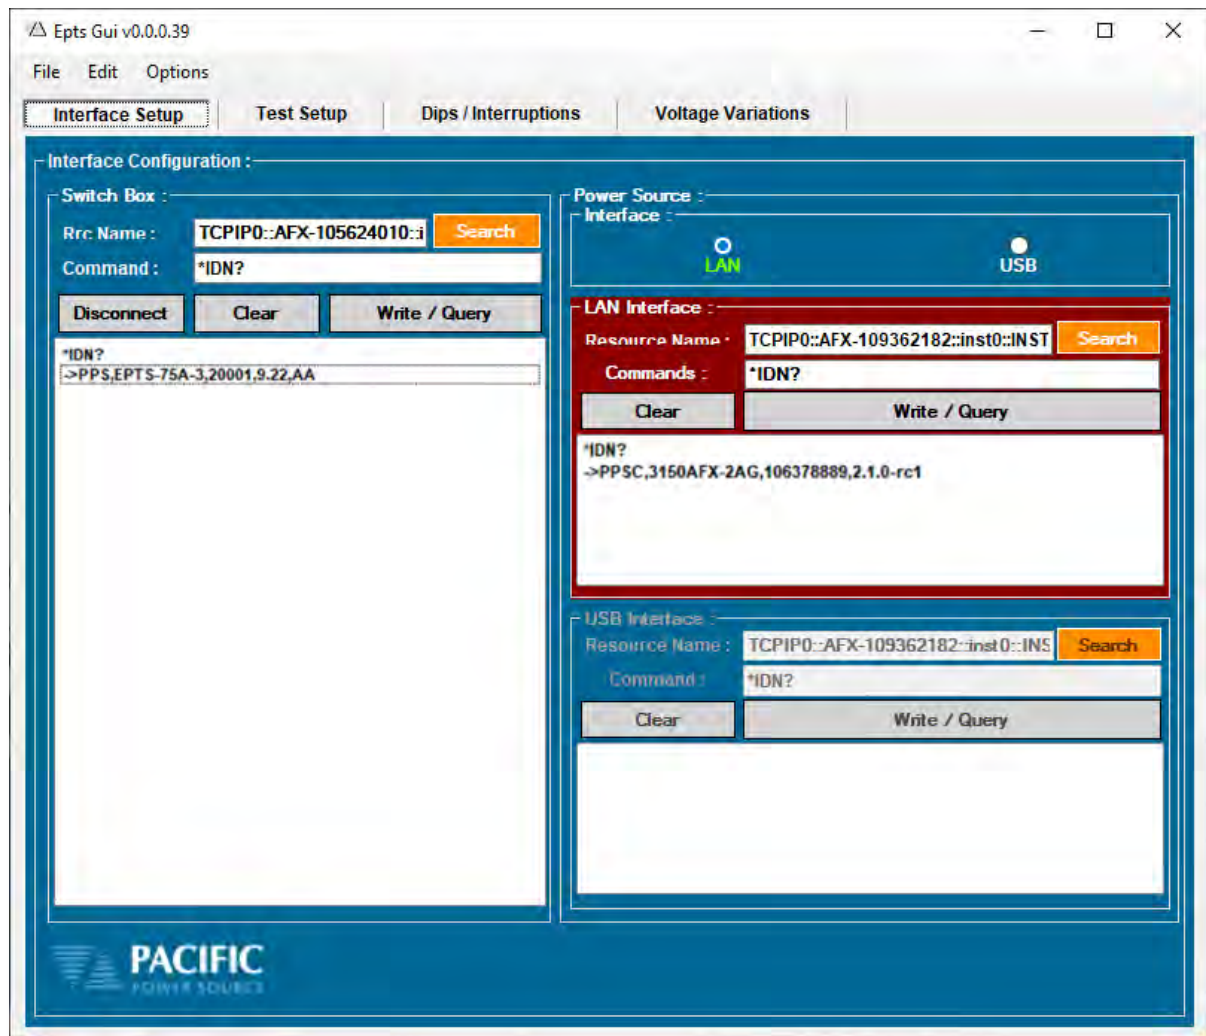 Epts Gui v0.0.0.39
File Edit Options
Interface Setup Test Setup Dips / Interruptions Voltage Variations
Interface Configuration :
Switch Box :
Rrc Name : TCPIP0::AFX-105624010::i Search
Command : *IDN?
Disconnect Clear Write / Query
*IDN?
->PPS,EPTS-75A-3,20001,9.22,AA
Power Source :
Interface :
LAN USB
LAN Interface :
Resource Name : TCPIP0::AFX-109362182::inst0::INST Search
Commands : *IDN?
Clear Write / Query
*IDN?
->PPSC,3150AFX-2AG,106378889,2.1.0-rc1
USB Interface :
Resource Name : TCPIP0::AFX-109362182::inst0::INS Search
Command : *IDN?
Clear Write / Query
PACIFIC
POWER SOURCE